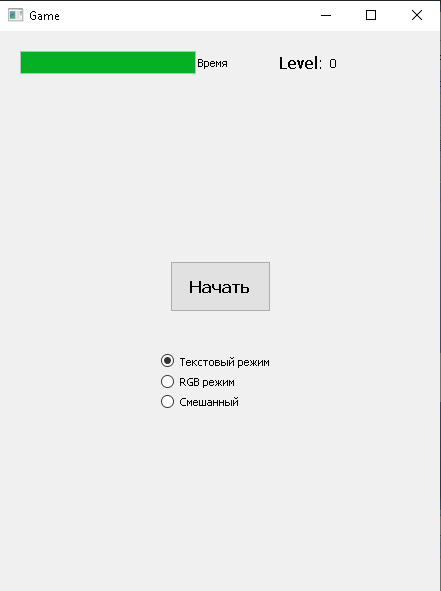 Game
Время Level: 0
Начать
Текстовый режим
RGB режим
Смешанный